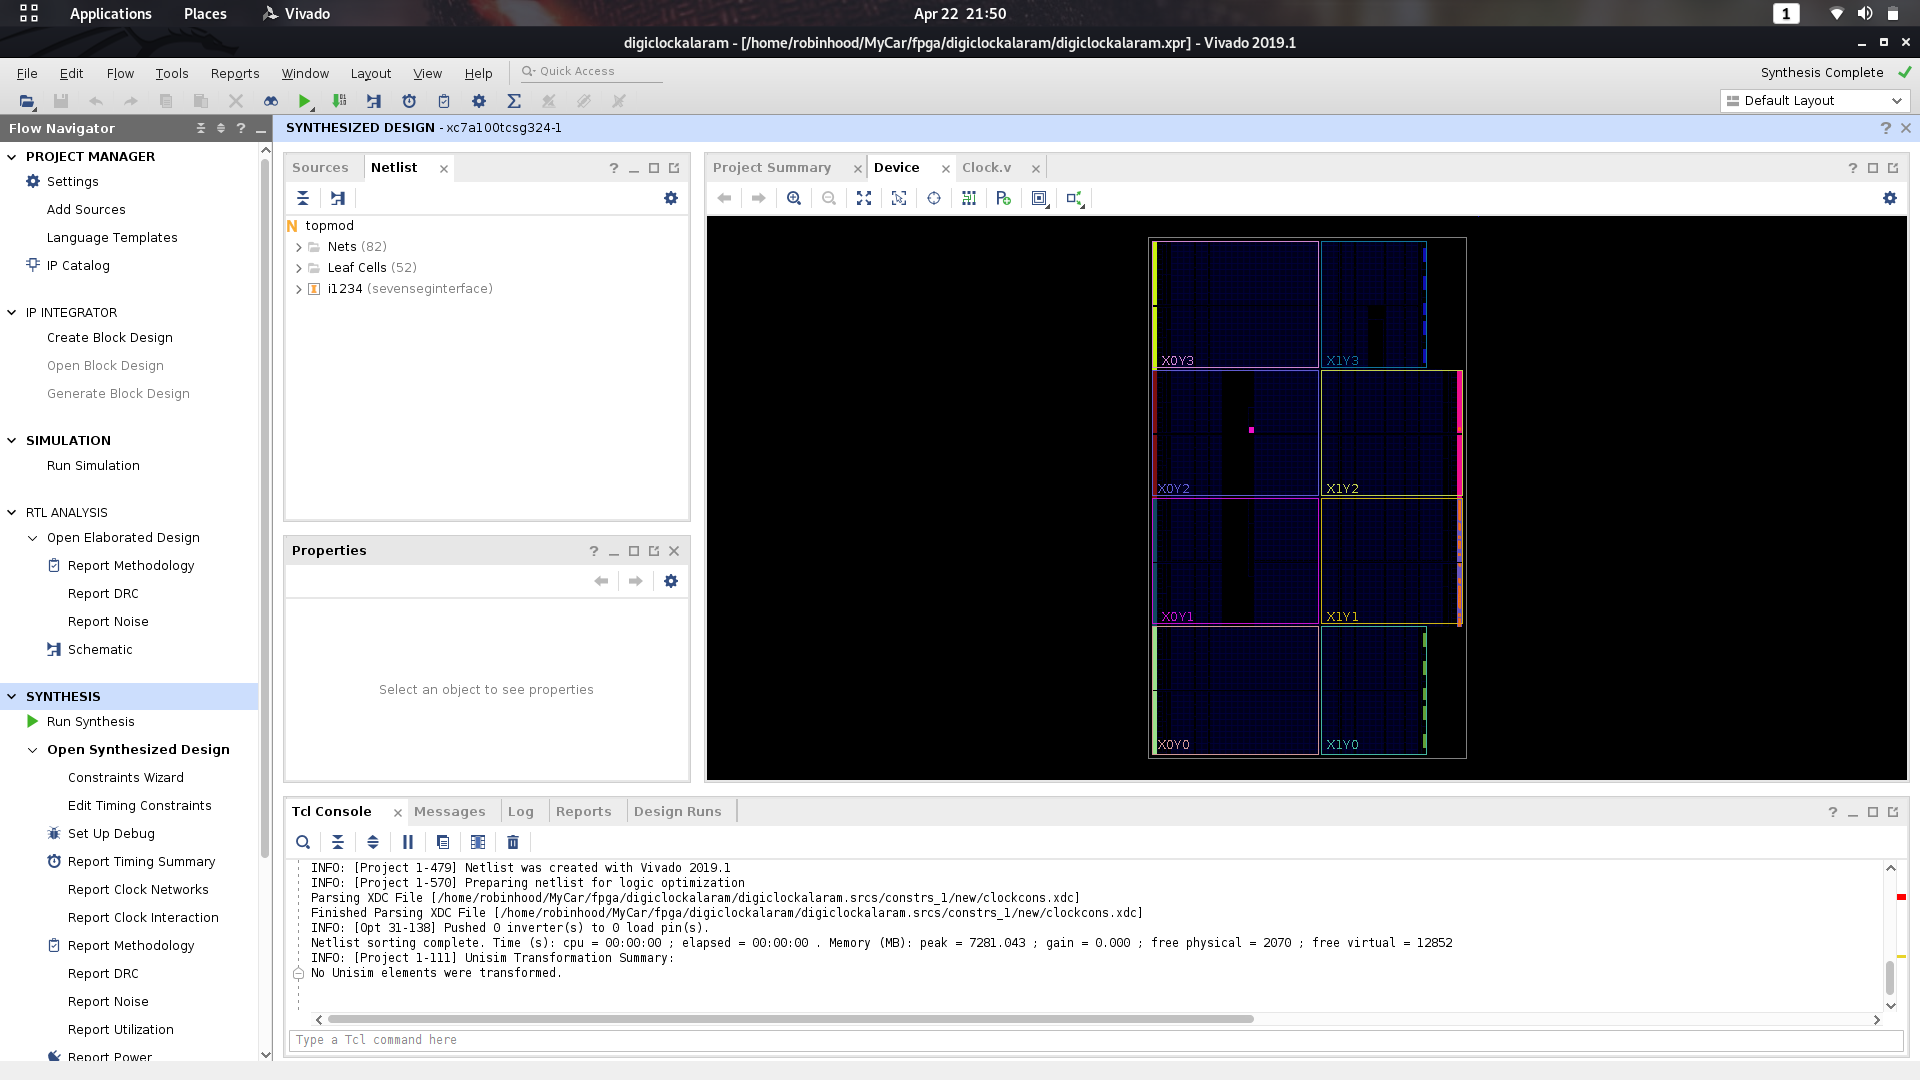 Applications Places Vivado Apr 22 21:50 1
digiclockalaram - [/home/robinhood/MyCar/fpga/digiclockalaram/digiclockalaram.xpr] - Vivado 2019.1
File Edit Flow Tools Reports Window Layout View Help Quick Access Synthesis Complete
Default Layout
Flow Navigator
SYNTHESIZED DESIGN - xc7a100tcsg324-1
PROJECT MANAGER
Settings
Add Sources
Language Templates
IP Catalog
IP INTEGRATOR
Create Block Design
Open Block Design
Generate Block Design
SIMULATION
Run Simulation
RTL ANALYSIS
Open Elaborated Design
Report Methodology
Report DRC
Report Noise
Schematic
SYNTHESIS
Run Synthesis
Open Synthesized Design
Constraints Wizard
Edit Timing Constraints
Set Up Debug
Report Timing Summary
Report Clock Networks
Report Clock Interaction
Report Methodology
Report DRC
Report Noise
Report Utilization
Report Power
Sources Netlist
N topmod
Nets (82)
Leaf Cells (52)
i1234 (sevenseginterface)
Properties
Select an object to see properties
Project Summary Device Clock.v
X0Y3 X1Y3
X0Y2 X1Y2
X0Y1 X1Y1
X0Y0 X1Y0
Tcl Console Messages Log Reports Design Runs
INFO: [Project 1-479] Netlist was created with Vivado 2019.1
INFO: [Project 1-570] Preparing netlist for logic optimization
Parsing XDC File [/home/robinhood/MyCar/fpga/digiclockalaram/digiclockalaram.srcs/constrs_1/new/clockcons.xdc]
Finished Parsing XDC File [/home/robinhood/MyCar/fpga/digiclockalaram/digiclockalaram.srcs/constrs_1/new/clockcons.xdc]
INFO: [Opt 31-138] Pushed 0 inverter(s) to 0 load pin(s).
Netlist sorting complete. Time (s): cpu = 00:00:00 ; elapsed = 00:00:00 . Memory (MB): peak = 7281.043 ; gain = 0.000 ; free physical = 2070 ; free virtual = 12852
INFO: [Project 1-111] Unisim Transformation Summary:
No Unisim elements were transformed.
Type a Tcl command here